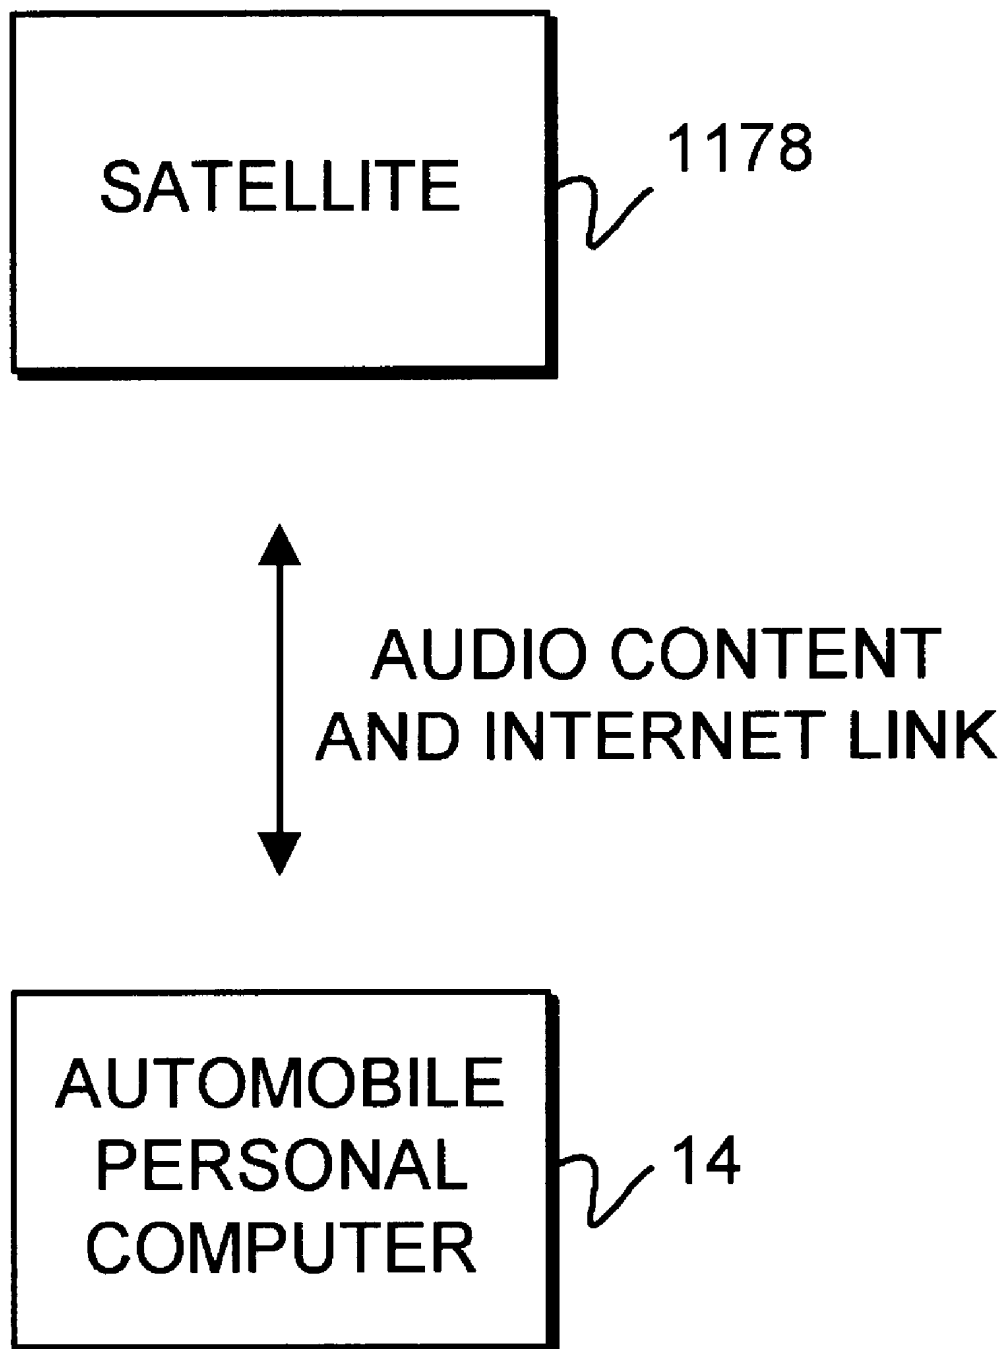 SATELLITE
1178
AUDIO CONTENT
AND INTERNET LINK
AUTOMOBILE
PERSONAL
COMPUTER
14